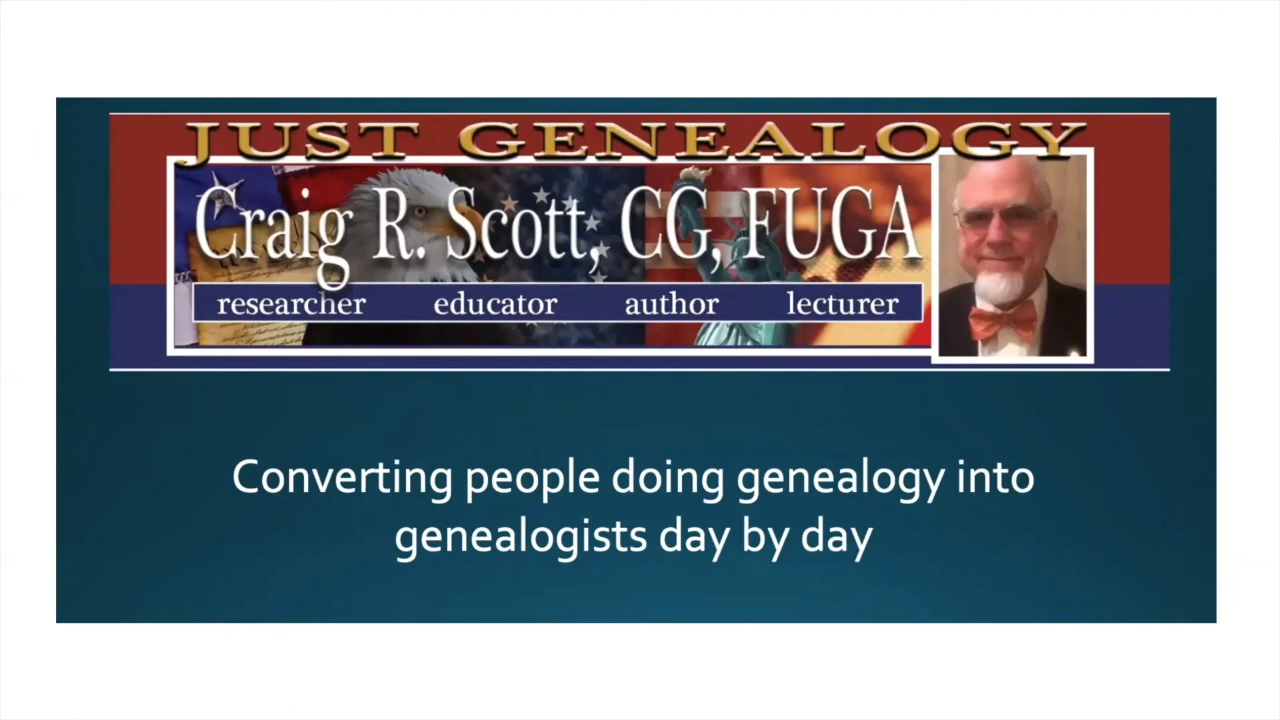 JUST GENEALOGY
Craig R. Scott, CG, FUGA
researcher educator author lecturer
Converting people doing genealogy into
genealogists day by day